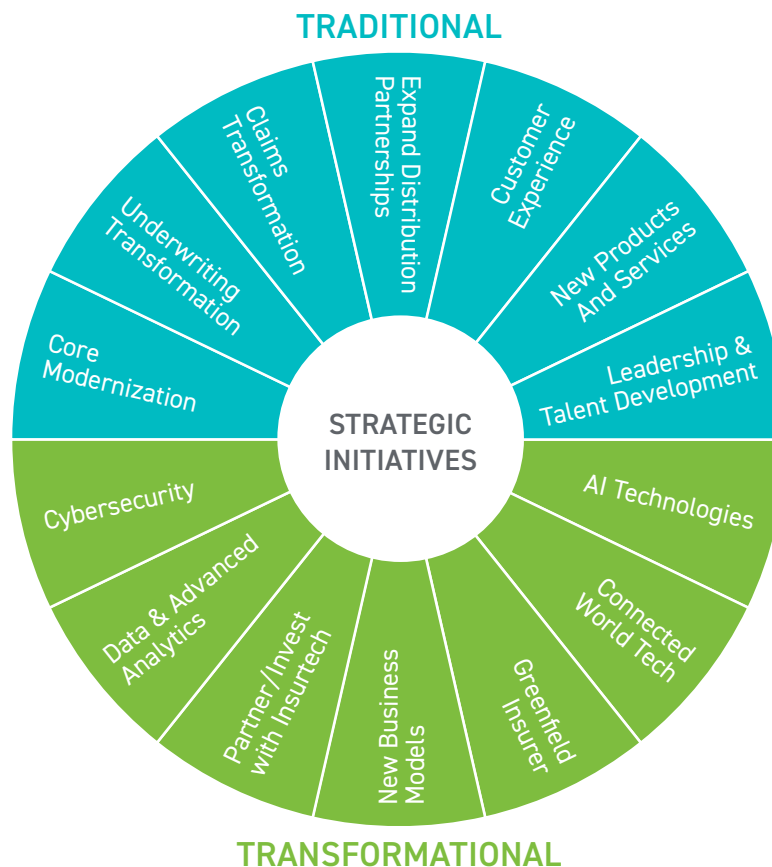 TRADITIONAL
Core
Modernization
Underwriting
Transformation
Claims
Transformation
Expand Distribution
Partnerships
Customer
Experience
New Products
And Services
Leadership &
Talent Development
STRATEGIC
INITIATIVES
Cybersecurity
Data & Advanced
Analytics
Partner/Invest
with Insurtech
New Business
Models
Greenfield
Insurer
Connected
World Tech
AI Technologies
TRANSFORMATIONAL